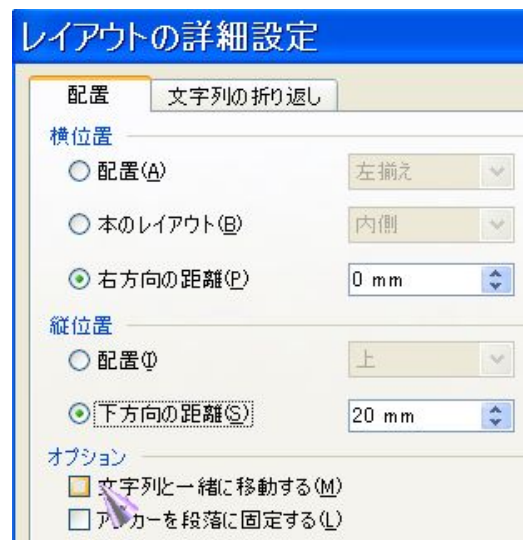 レイアウトの詳細設定
配置 文字列の折り返し
横位置
配置(A) 左揃え
本のレイアウト(B) 内側
右方向の距離(P) 0 mm
縦位置
配置(I) 上
下方向の距離(S) 20 mm
オプション
文字列と一緒に移動する(M)
アンカーを段落に固定する(L)